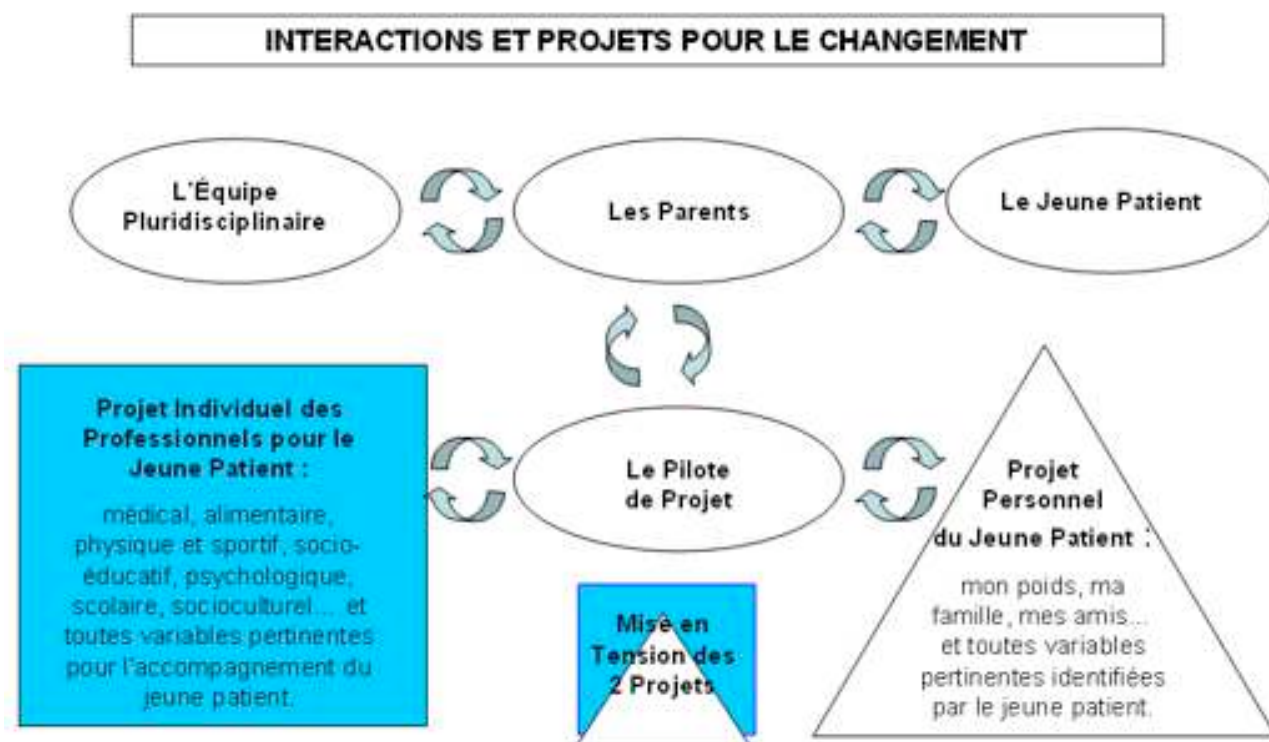 INTERACTIONS ET PROJETS POUR LE CHANGEMENT
L'Équipe
Pluridisciplinaire
Les Parents
Le Jeune Patient
Projet Individuel des
Professionnels pour le
Jeune Patient :
médical, alimentaire,
physique et sportif, socio-
éducatif, psychologique,
scolaire, socioculturel... et
toutes variables pertinentes
pour l'accompagnement du
jeune patient.
Le Pilote
de Projet
Mise en
Tension des
2 Projets
Projet
Personnel
du Jeune Patient :
mon poids, ma
famille, mes amis...
et toutes variables
pertinentes identifiées
par le jeune patient.